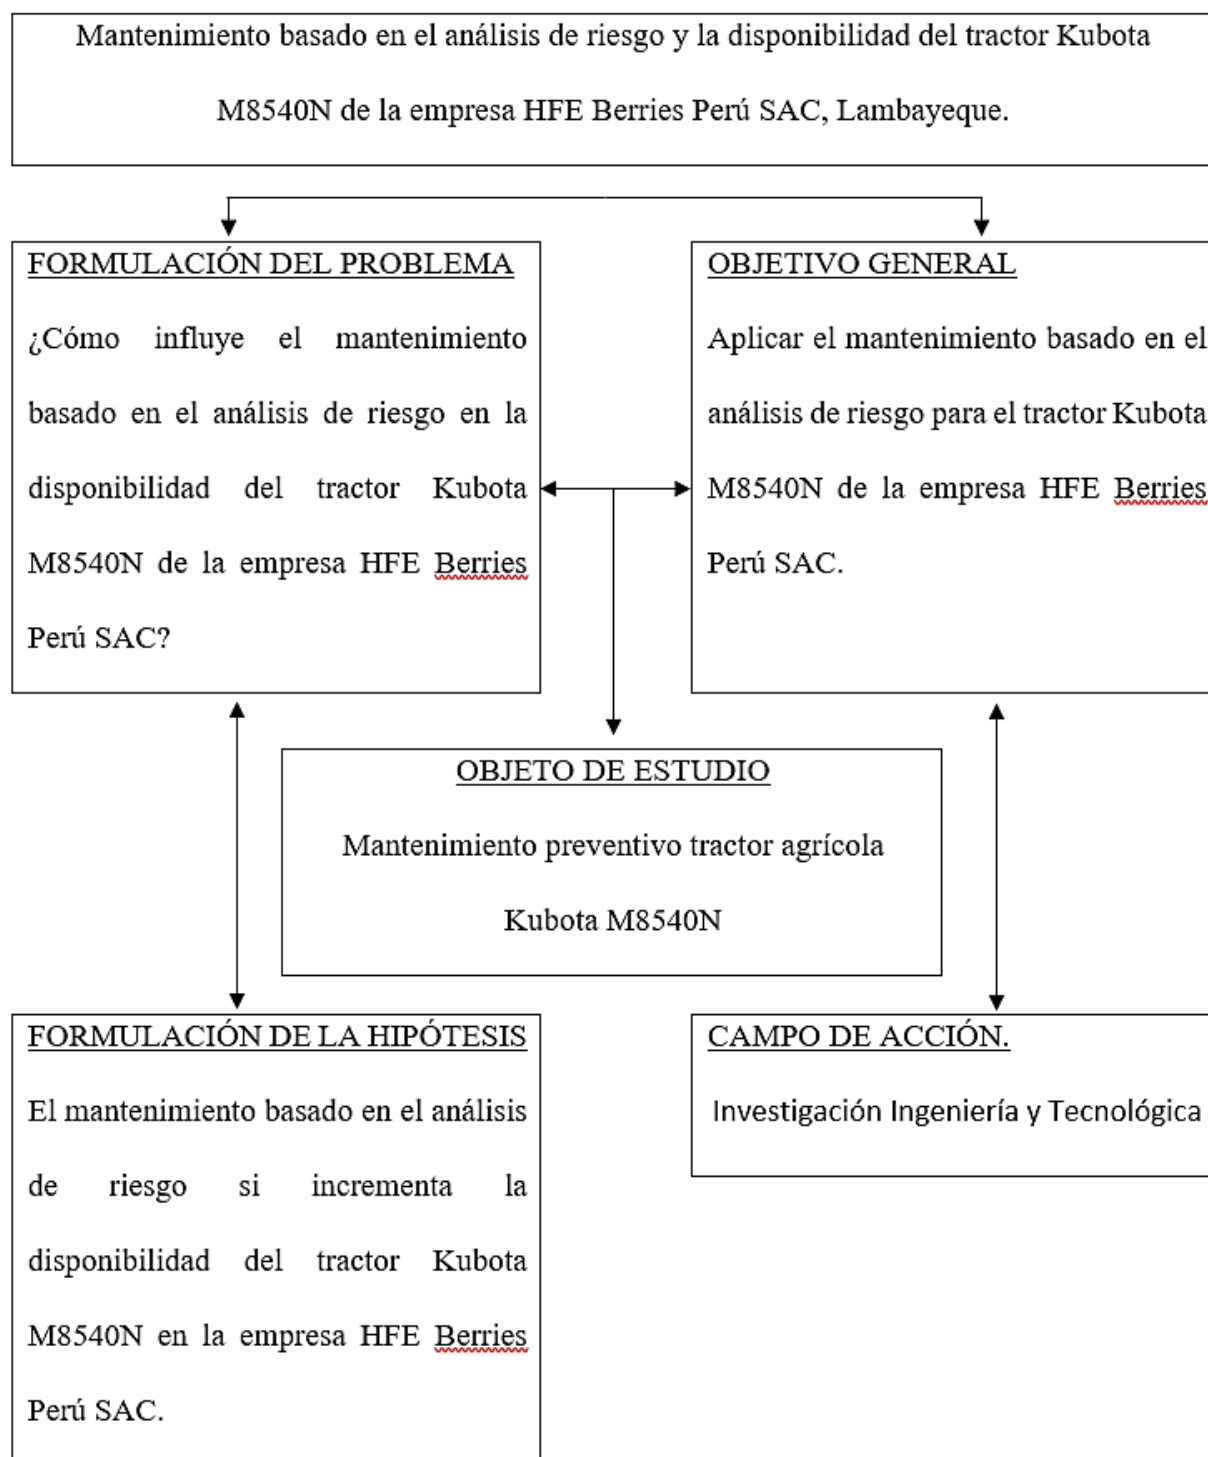 Mantenimiento basado en el análisis de riesgo y la disponibilidad del tractor Kubota
M8540N de la empresa HFE Berries Perú SAC, Lambayeque.
FORMULACIÓN DEL PROBLEMA
¿Cómo influye el mantenimiento
basado en el análisis de riesgo en la
disponibilidad del tractor Kubota
M8540N de la empresa HFE Berries
Perú SAC?
OBJETIVO GENERAL
Aplicar el mantenimiento basado en el
análisis de riesgo para el tractor Kubota
M8540N de la empresa HFE Berries
Perú SAC.
OBJETO DE ESTUDIO
Mantenimiento preventivo tractor agrícola
Kubota M8540N
FORMULACIÓN DE LA HIPÓTESIS
El mantenimiento basado en el análisis
de riesgo si incrementa la
disponibilidad del tractor Kubota
M8540N en la empresa HFE Berries
Perú SAC.
CAMPO DE ACCIÓN.
Investigación Ingeniería y Tecnológica